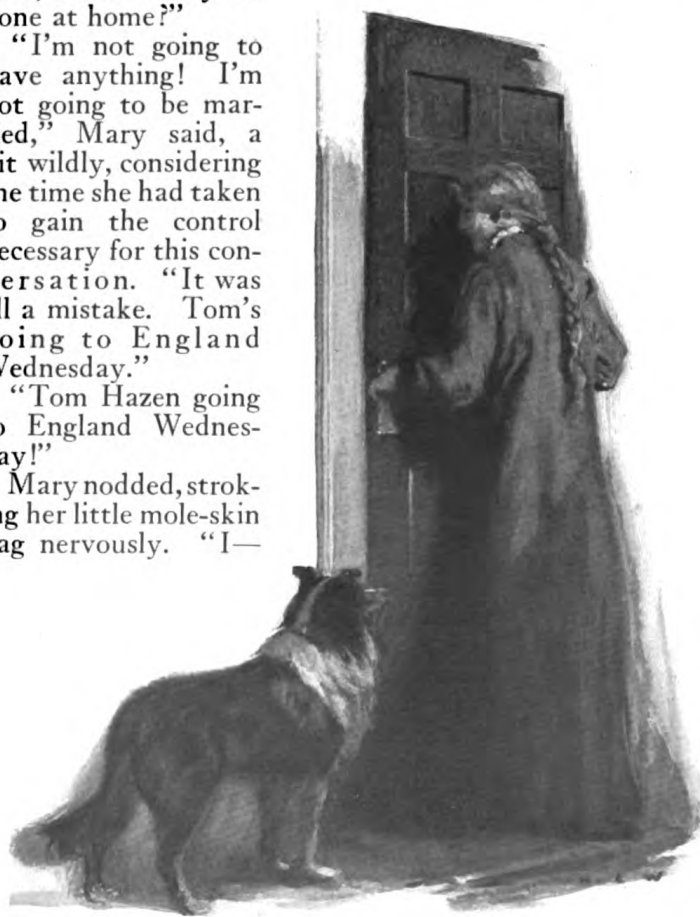 one at home?”
“I’m not going to
ave anything! I’m
ot going to be mar-
ed,” Mary said, a
it wildly, considering
he time she had taken
o gain the control
ecessary for this con-
ersation. “It was
ll a mistake. Tom’s
oing to England
ednesday.”
“Tom Hazen going
o England Wednes-
ay!”
Mary nodded, strok-
ng her little mole-skin
ag nervously. “I—